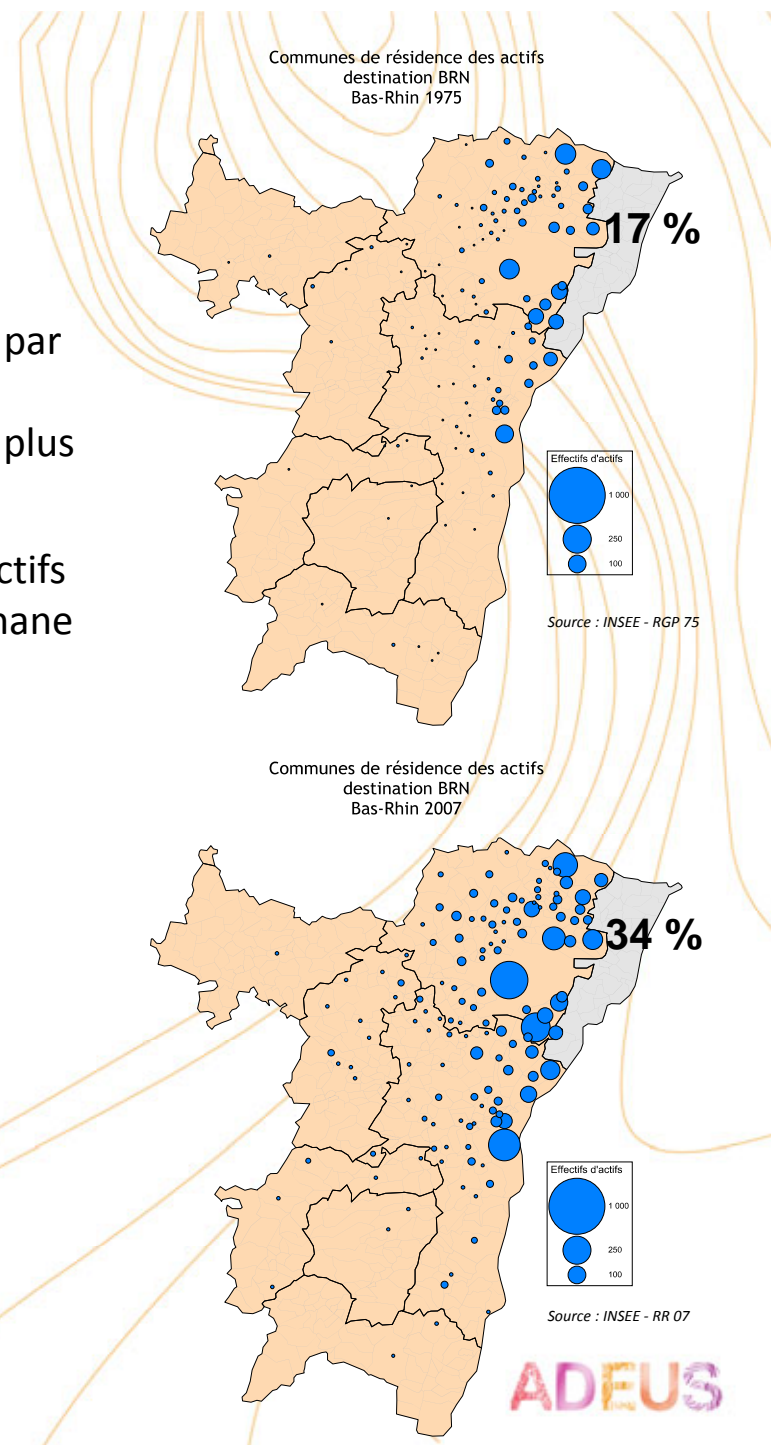 Communes de résidence des actifs
destination BRN
Bas-Rhin 1975
17 %
par
plus
ctifs
nane
Effectifs d'actifs
1 000
250
100
Source : INSEE - RGP 75
Communes de résidence des actifs
destination BRN
Bas-Rhin 2007
34 %
Effectifs d'actifs
1 000
250
100
Source : INSEE - RR 07
ADEUS